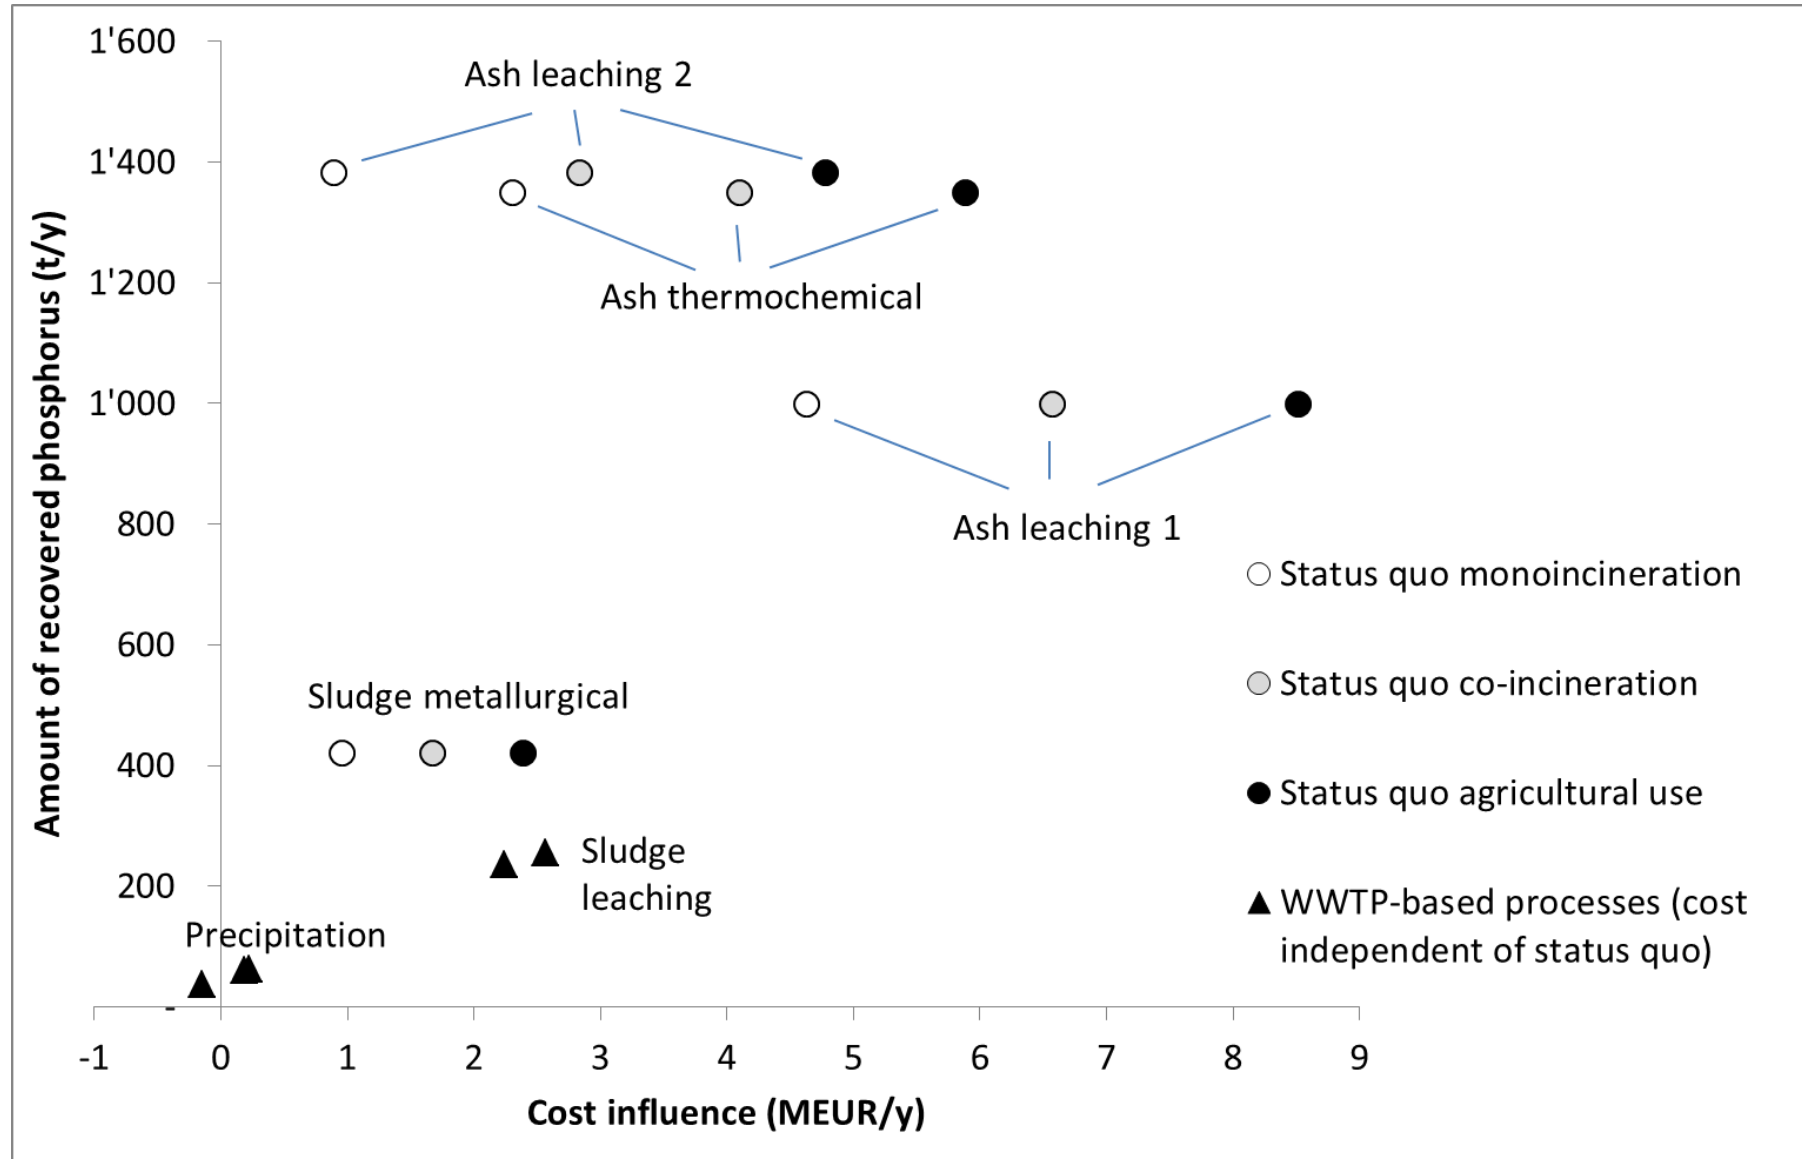 1'600
Ash leaching 2
1'400
1'200
Ash thermochemical
1'000
800
Ash leaching 1
Amount of recovered phosphorus (t/y)
600
Sludge metallurgical
400
Sludge
leaching
200
Precipitation
-
-1 0 1 2 3 4 5 6 7 8 9
Cost influence (MEUR/y)
Status quo monoincineration
Status quo co-incineration
Status quo agricultural use
WWTP-based processes (cost
independent of status quo)